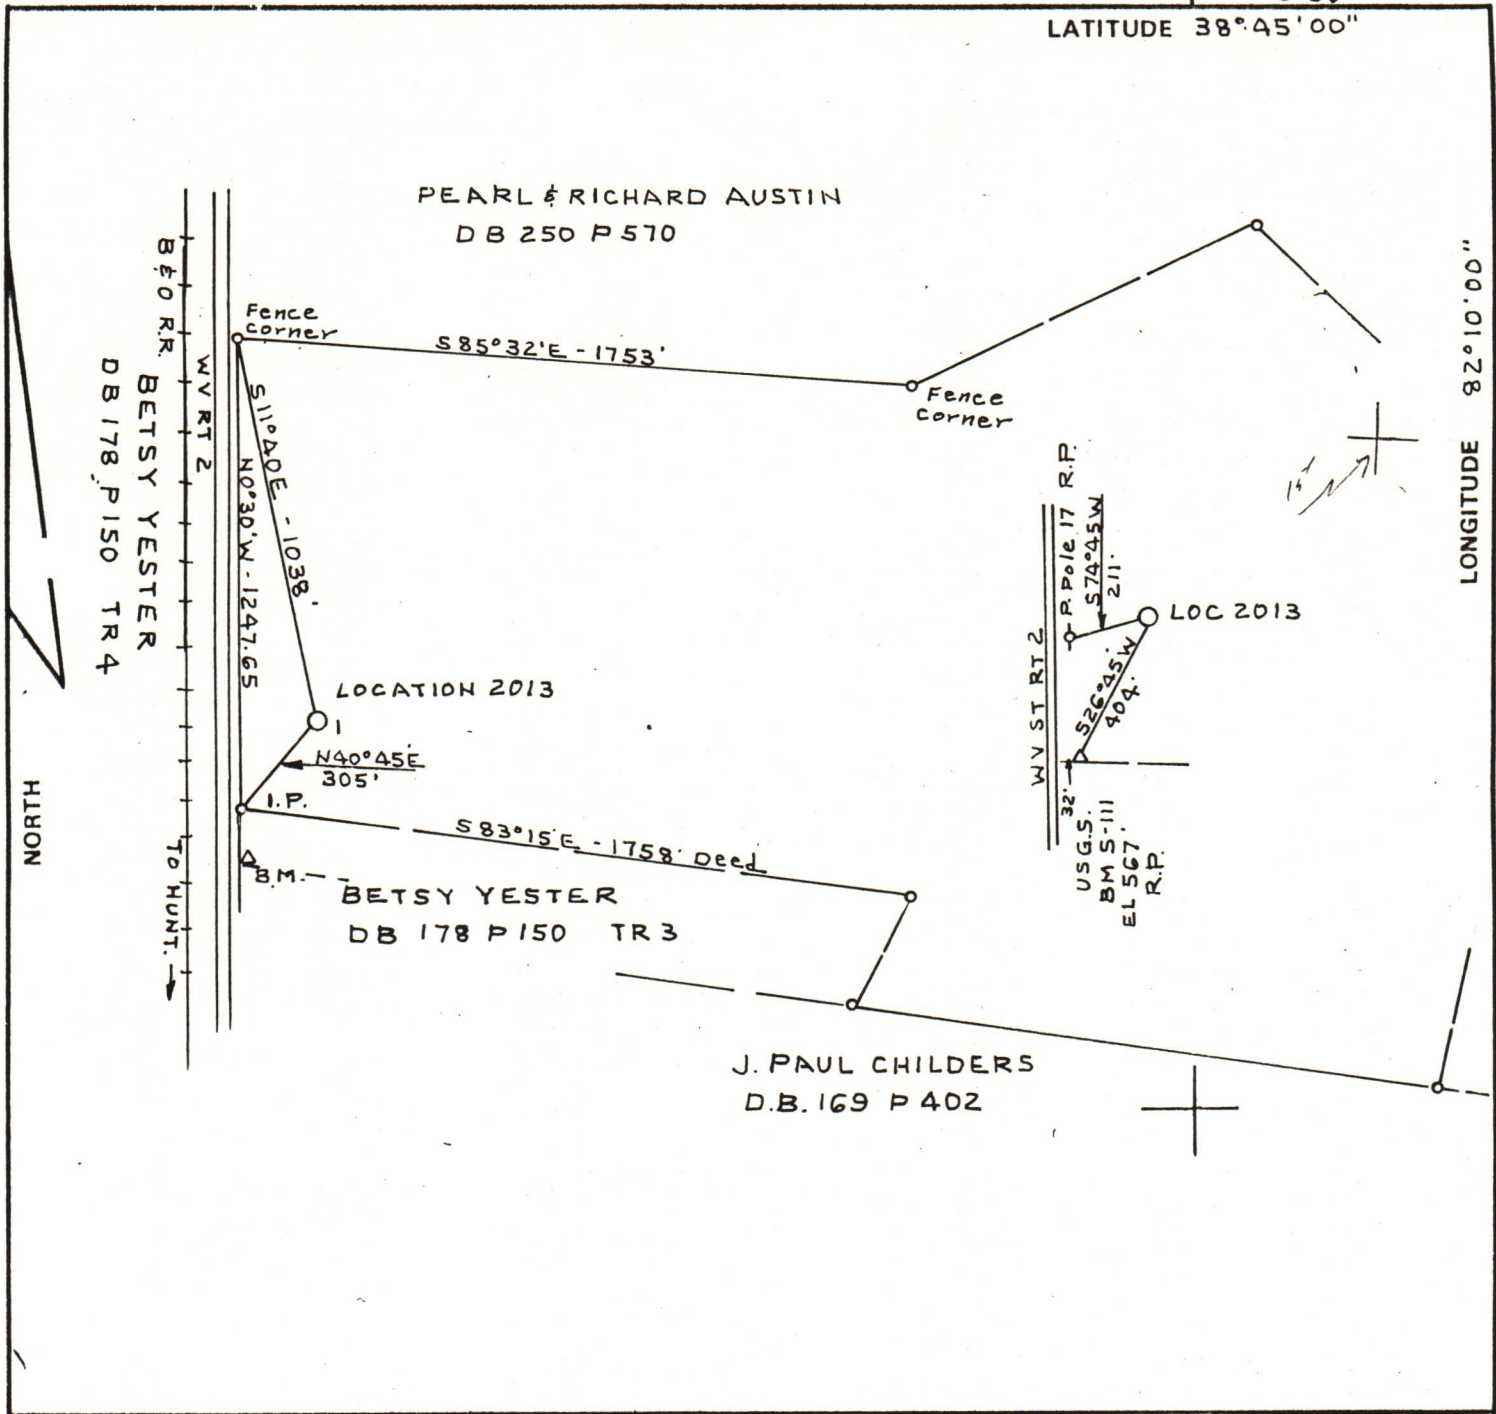 LATITUDE 38°45'00"
PEARL & RICHARD AUSTIN
DB 250 P 570
LONGITUDE 82°10'00"
B & O R.R.
WV RT 2
BETSY YESTER
DB 178 P 150 TR 4
Fence
corner
S 85°32'E - 1753'
Fence
corner
S 11°40E - 1038'
N0°30'W - 1247.65
LOCATION 2013
1
N40°45'E
305'
I.P.
S 83°15'E - 1758' Deed
B.M.
BETSY YESTER
DB 178 P 150 TR 3
TO HUNT.
NORTH
P. Pole 17 R.P.
S74°45W
211'
LOC 2013
S26°45'W
404'
WV ST RT 2
32'
U.S.G.S.
BM S-111
EL 567'
R.P.
J. PAUL CHILDERS
D.B. 169 P 402